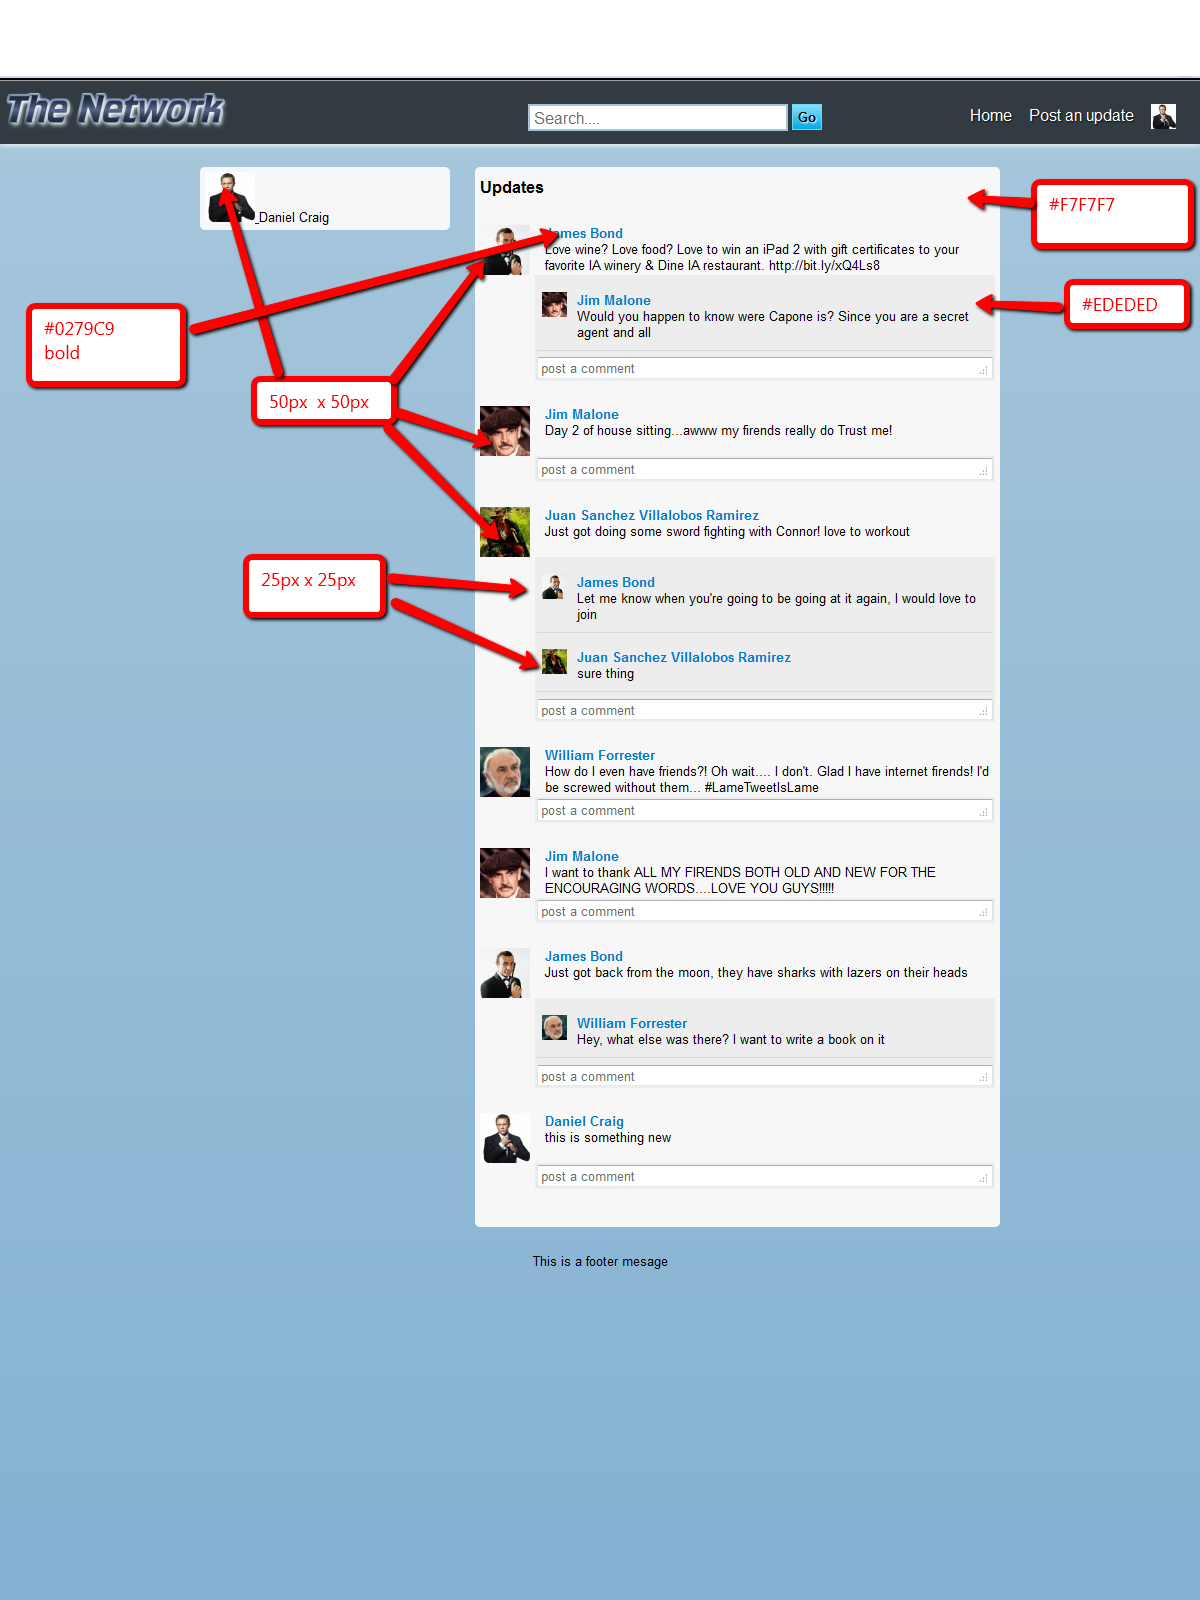 The Network
Search....
Go
Home
Post an update
Daniel Craig
Updates
#F7F7F7
James Bond
Love wine? Love food? Love to win an iPad 2 with gift certificates to your
favorite IA winery & Dine IA restaurant. http://bit.ly/xQ4Ls8
#0279C9
bold
Jim Malone
Would you happen to know were Capone is? Since you are a secret
agent and all
#EDEDED
post a comment
50px x 50px
Jim Malone
Day 2 of house sitting...awww my firends really do Trust me!
post a comment
Juan Sanchez Villalobos Ramirez
Just got doing some sword fighting with Connor! love to workout
25px x 25px
James Bond
Let me know when you're going to be going at it again, I would love to
join
Juan Sanchez Villalobos Ramirez
sure thing
post a comment
William Forrester
How do I even have friends?! Oh wait.... I don't. Glad I have internet firends! I'd
be screwed without them... #LameTweetIsLame
post a comment
Jim Malone
I want to thank ALL MY FIRENDS BOTH OLD AND NEW FOR THE
ENCOURAGING WORDS....LOVE YOU GUYS!!!!!
post a comment
James Bond
Just got back from the moon, they have sharks with lazers on their heads
William Forrester
Hey, what else was there? I want to write a book on it
post a comment
Daniel Craig
this is something new
post a comment
This is a footer mesage